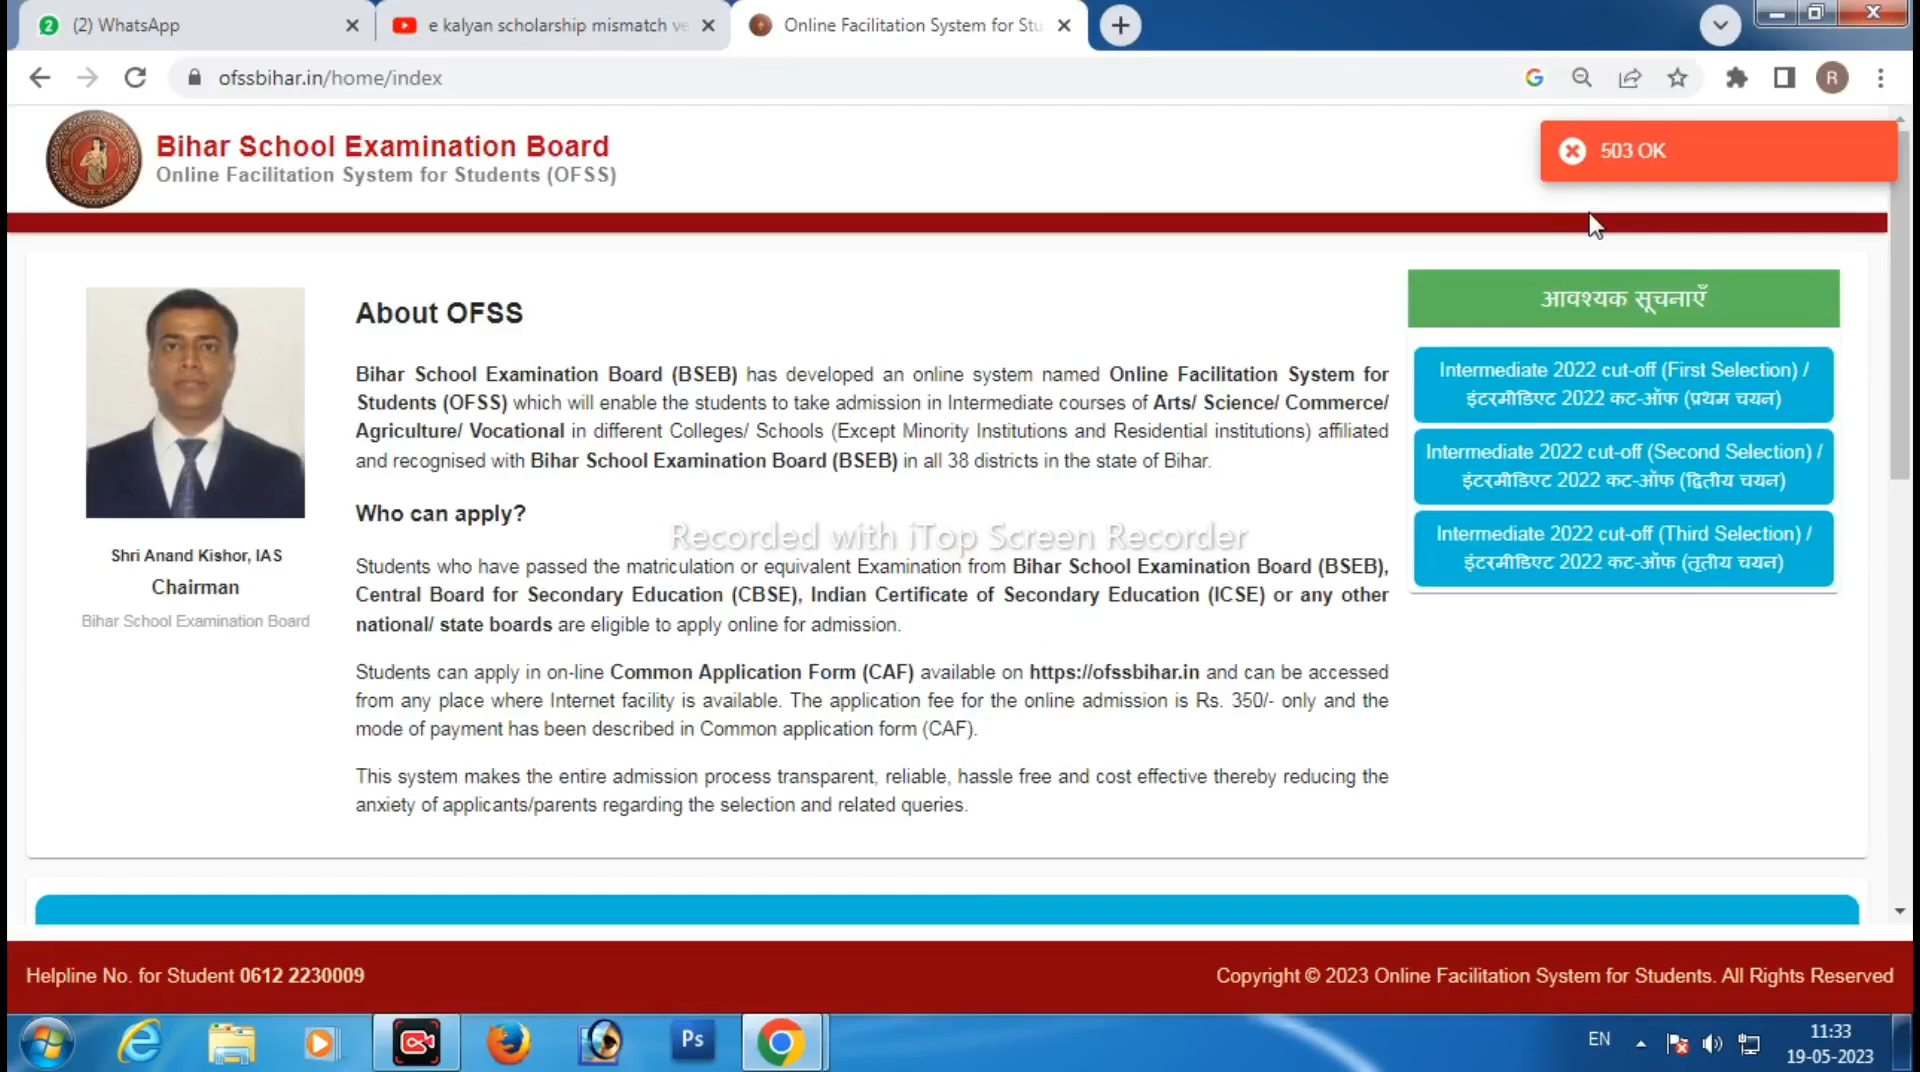 (2) WhatsApp
e kalyan scholarship mismatch ve
Online Facilitation System for Stu
ofssbihar.in/home/index
R
Bihar School Examination Board
Online Facilitation System for Students (OFSS)
503 OK
About OFSS
Bihar School Examination Board (BSEB) has developed an online system named Online Facilitation System for
Students (OFSS) which will enable the students to take admission in Intermediate courses of Arts/ Science/ Commerce/
Agriculture/ Vocational in different Colleges/ Schools (Except Minority Institutions and Residential institutions) affiliated
and recognised with Bihar School Examination Board (BSEB) in all 38 districts in the state of Bihar.
Who can apply?
Recorded with iTop Screen Recorder
Students who have passed the matriculation or equivalent Examination from Bihar School Examination Board (BSEB),
Central Board for Secondary Education (CBSE), Indian Certificate of Secondary Education (ICSE) or any other
national/ state boards are eligible to apply online for admission.
Students can apply in on-line Common Application Form (CAF) available on https://ofssbihar.in and can be accessed
from any place where Internet facility is available. The application fee for the online admission is Rs. 350/- only and the
mode of payment has been described in Common application form (CAF).
This system makes the entire admission process transparent, reliable, hassle free and cost effective thereby reducing the
anxiety of applicants/parents regarding the selection and related queries.
Shri Anand Kishor, IAS
Chairman
Bihar School Examination Board
आवश्यक सूचनाएँ
Intermediate 2022 cut-off (First Selection) /
इंटरमीडिएट 2022 कट-ऑफ (प्रथम चयन)
Intermediate 2022 cut-off (Second Selection) /
इंटरमीडिएट 2022 कट-ऑफ (द्वितीय चयन)
Intermediate 2022 cut-off (Third Selection) /
इंटरमीडिएट 2022 कट-ऑफ (तृतीय चयन)
Helpline No. for Student 0612 2230009
Copyright © 2023 Online Facilitation System for Students. All Rights Reserved
Ps
EN
11:33
19-05-2023